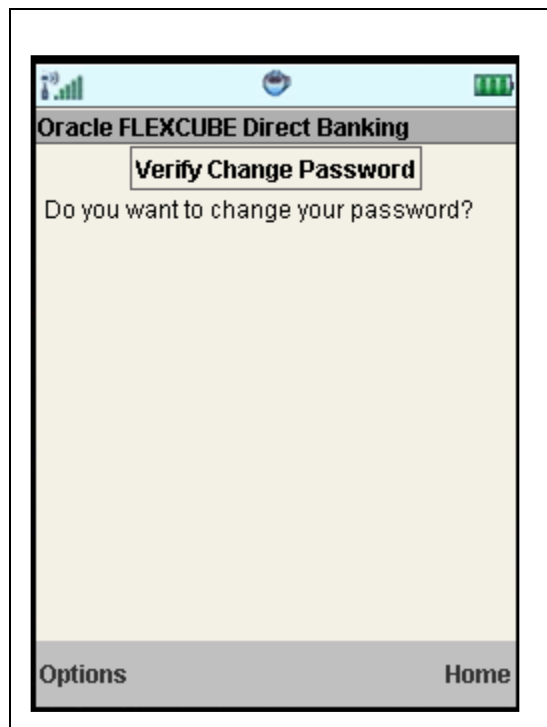 Oracle FLEXCUBE Direct Banking
Verify Change Password
Do you want to change your password?
Options Home